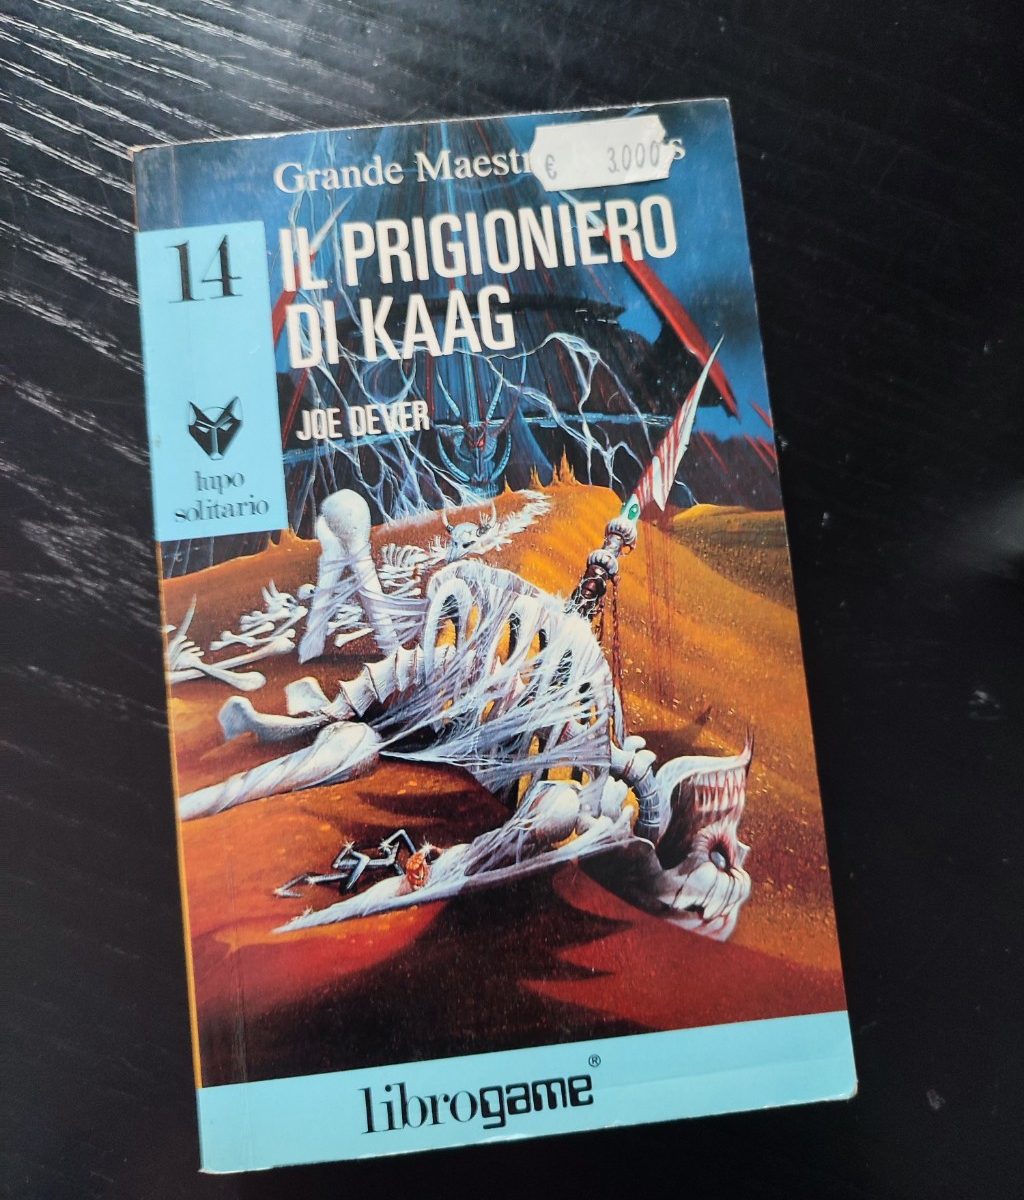 Grande Maestr
€ 3.000
14
IL PRIGIONIERO
DI KAAG
JOE DEVER
lupo
solitario
librogame®